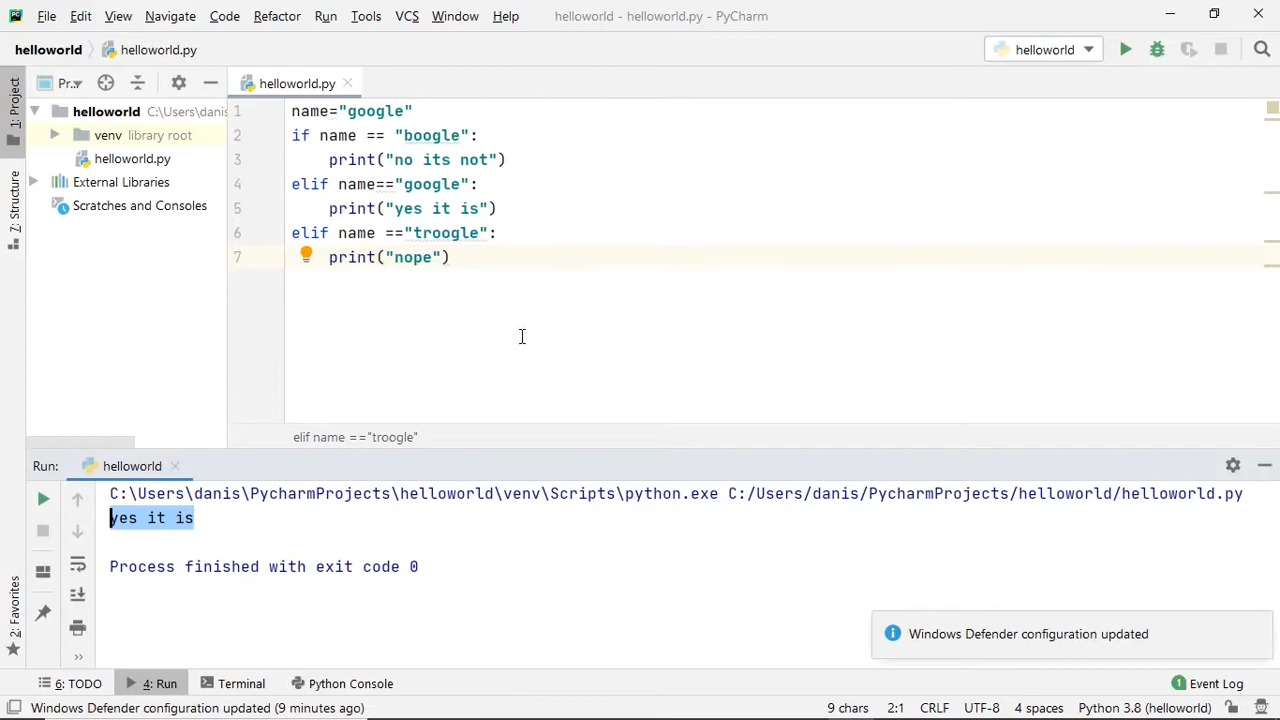 File Edit View Navigate Code Refactor Run Tools VCS Window Help helloworld - helloworld.py - PyCharm
helloworld helloworld.py helloworld
1: Project
Pr.. helloworld.py
helloworld C:\Users\danis
venv library root
helloworld.py
External Libraries
Scratches and Consoles
Z: Structure
1 name="google"
2 if name == "boogle":
3 print("no its not")
4 elif name=="google":
5 print("yes it is")
6 elif name =="troogle":
7 print("nope")
elif name =="troogle"
Run: helloworld
C:\Users\danis\PycharmProjects\helloworld\venv\Scripts\python.exe C:/Users/danis/PycharmProjects/helloworld/helloworld.py
yes it is
Process finished with exit code 0
2: Favorites
Windows Defender configuration updated
6: TODO 4: Run Terminal Python Console 1 Event Log
Windows Defender configuration updated (9 minutes ago) 9 chars 2:1 CRLF UTF-8 4 spaces Python 3.8 (helloworld)